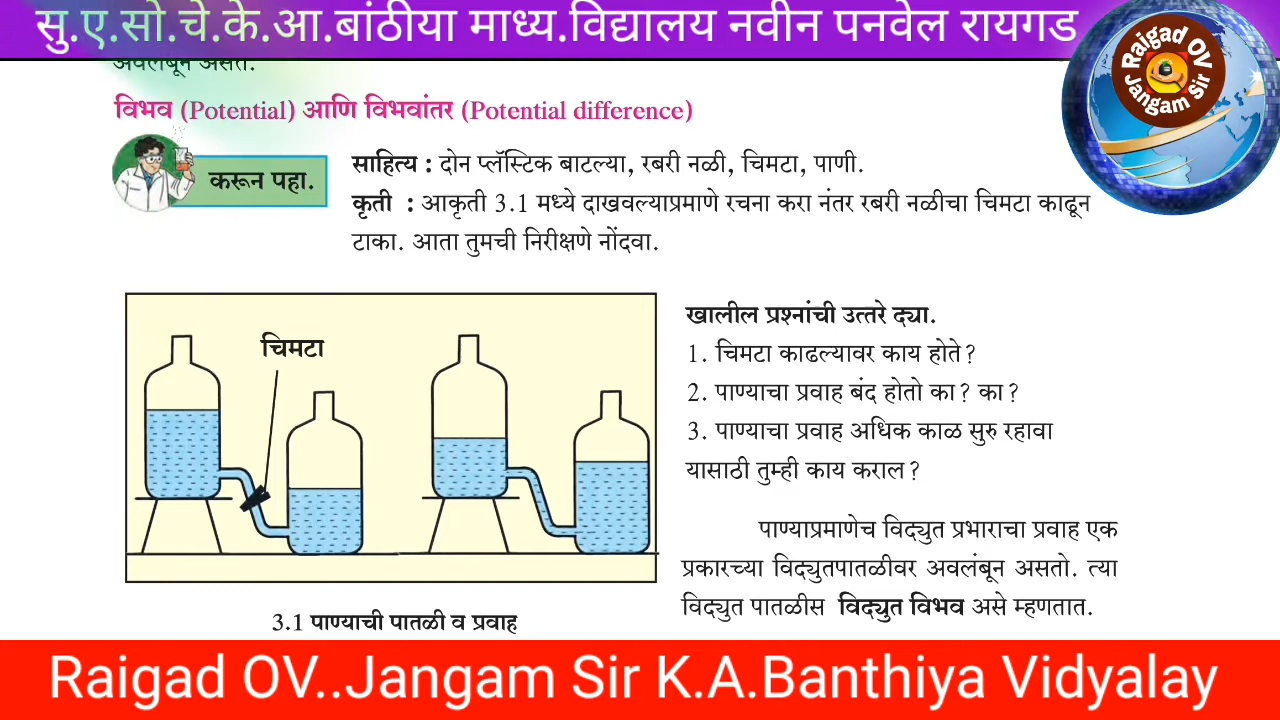 सु.ए.सो.चे.के.आ.बांठीया माध्य.विद्यालय नवीन पनवेल रायगड
Raigad OV
Jangam Sir
अवलंबून असते.
विभव (Potential) आणि विभवांतर (Potential difference)
करून पहा.
साहित्य : दोन प्लॅस्टिक बाटल्या, रबरी नळी, चिमटा, पाणी.
कृती : आकृती 3.1 मध्ये दाखवल्याप्रमाणे रचना करा नंतर रबरी नळीचा चिमटा काढून
टाका. आता तुमची निरीक्षणे नोंदवा.
चिमटा
3.1 पाण्याची पातळी व प्रवाह
खालील प्रश्नांची उत्तरे द्या.
1. चिमटा काढल्यावर काय होते?
2. पाण्याचा प्रवाह बंद होतो का? का?
3. पाण्याचा प्रवाह अधिक काळ सुरु रहावा
यासाठी तुम्ही काय कराल?
पाण्याप्रमाणेच विद्युत प्रभाराचा प्रवाह एक
प्रकारच्या विद्युतपातळीवर अवलंबून असतो. त्या
विद्युत पातळीस विद्युत विभव असे म्हणतात.
Raigad OV..Jangam Sir K.A.Banthiya Vidyalay